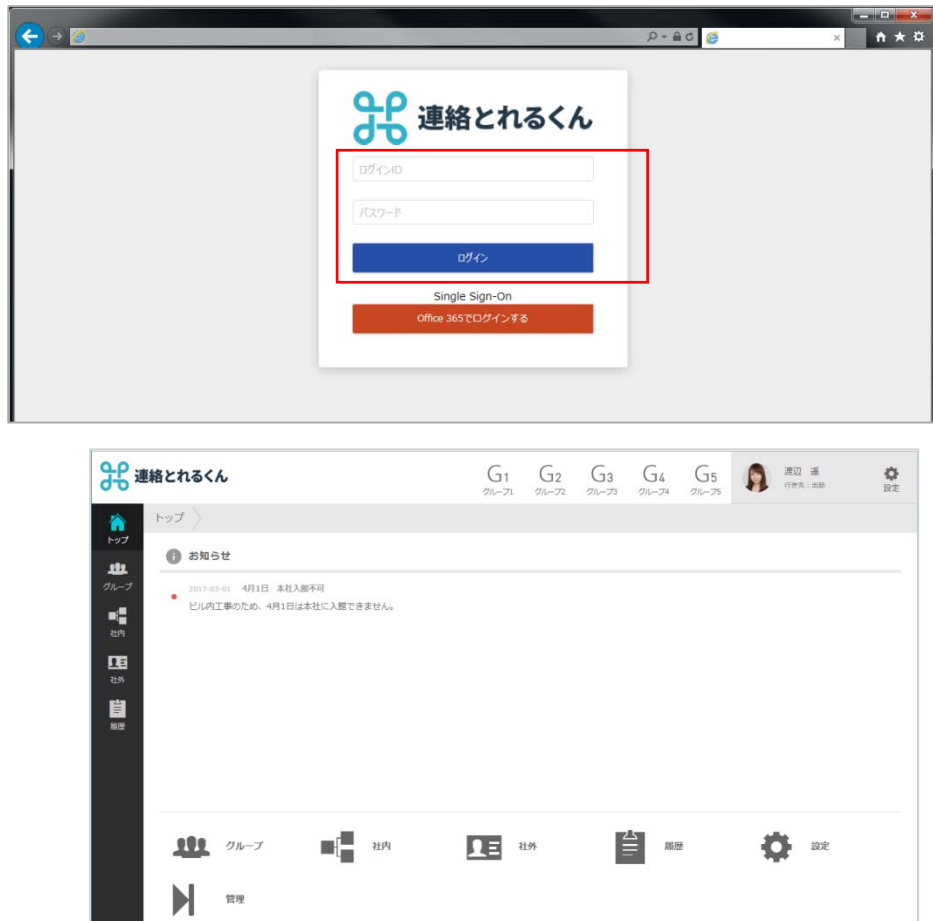 連絡とれるくん
ログインID
パスワード
ログイン
Single Sign-On
Office 365でログインする
連絡とれるくん
G1 G2 G3 G4 G5
グループ1 グループ2 グループ3 グループ4 グループ5
渡辺 遥
行き先:出勤
設定
トップ
トップ
グループ
社内
社外
履歴
お知らせ
2017-03-01 4月1日 本社入館不可
ビル内工事のため、4月1日は本社に入館できません。
グループ 社内 社外 履歴 設定
管理